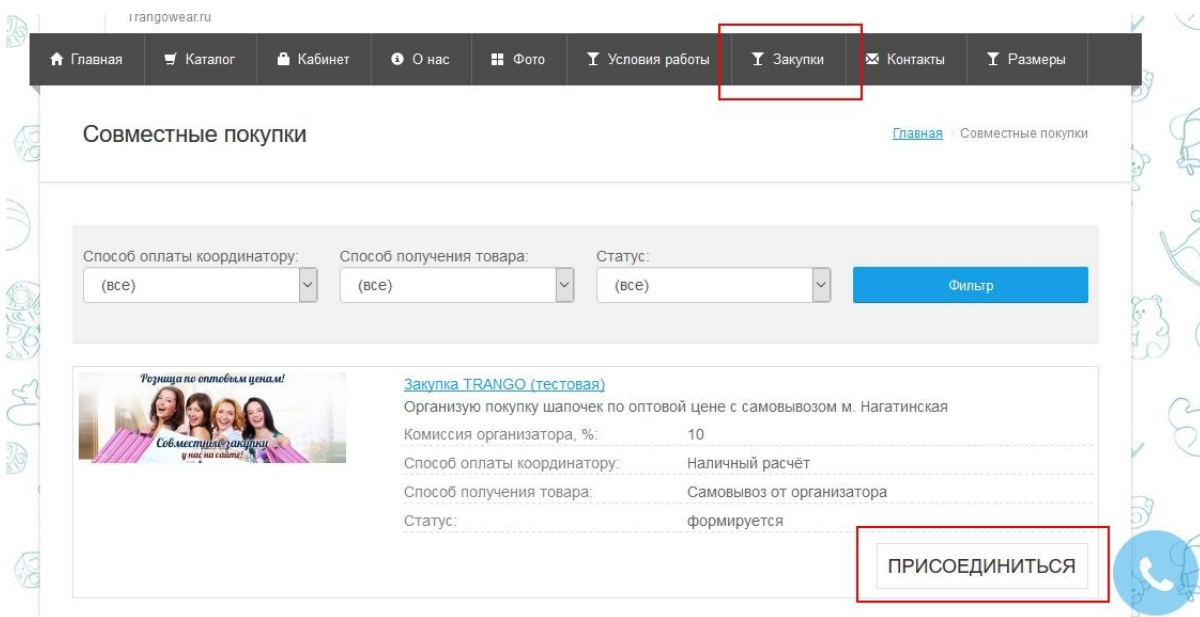 Trangowear.ru
Главная Каталог Кабинет О нас Фото Условия работы Закупки Контакты Размеры
Совместные покупки
Главная Совместные покупки
Способ оплаты координатору: Способ получения товара: Статус:
(все) (все) (все) Фильтр
Розница по оптовым ценам!
Совместные закупки
у нас на сайте!
Закупка TRANGO (тестовая)
Организую покупку шапочек по оптовой цене с самовывозом м. Нагатинская
Комиссия организатора, %: 10
Способ оплаты координатору: Наличный расчёт
Способ получения товара: Самовывоз от организатора
Статус: формируется
ПРИСОЕДИНИТЬСЯ